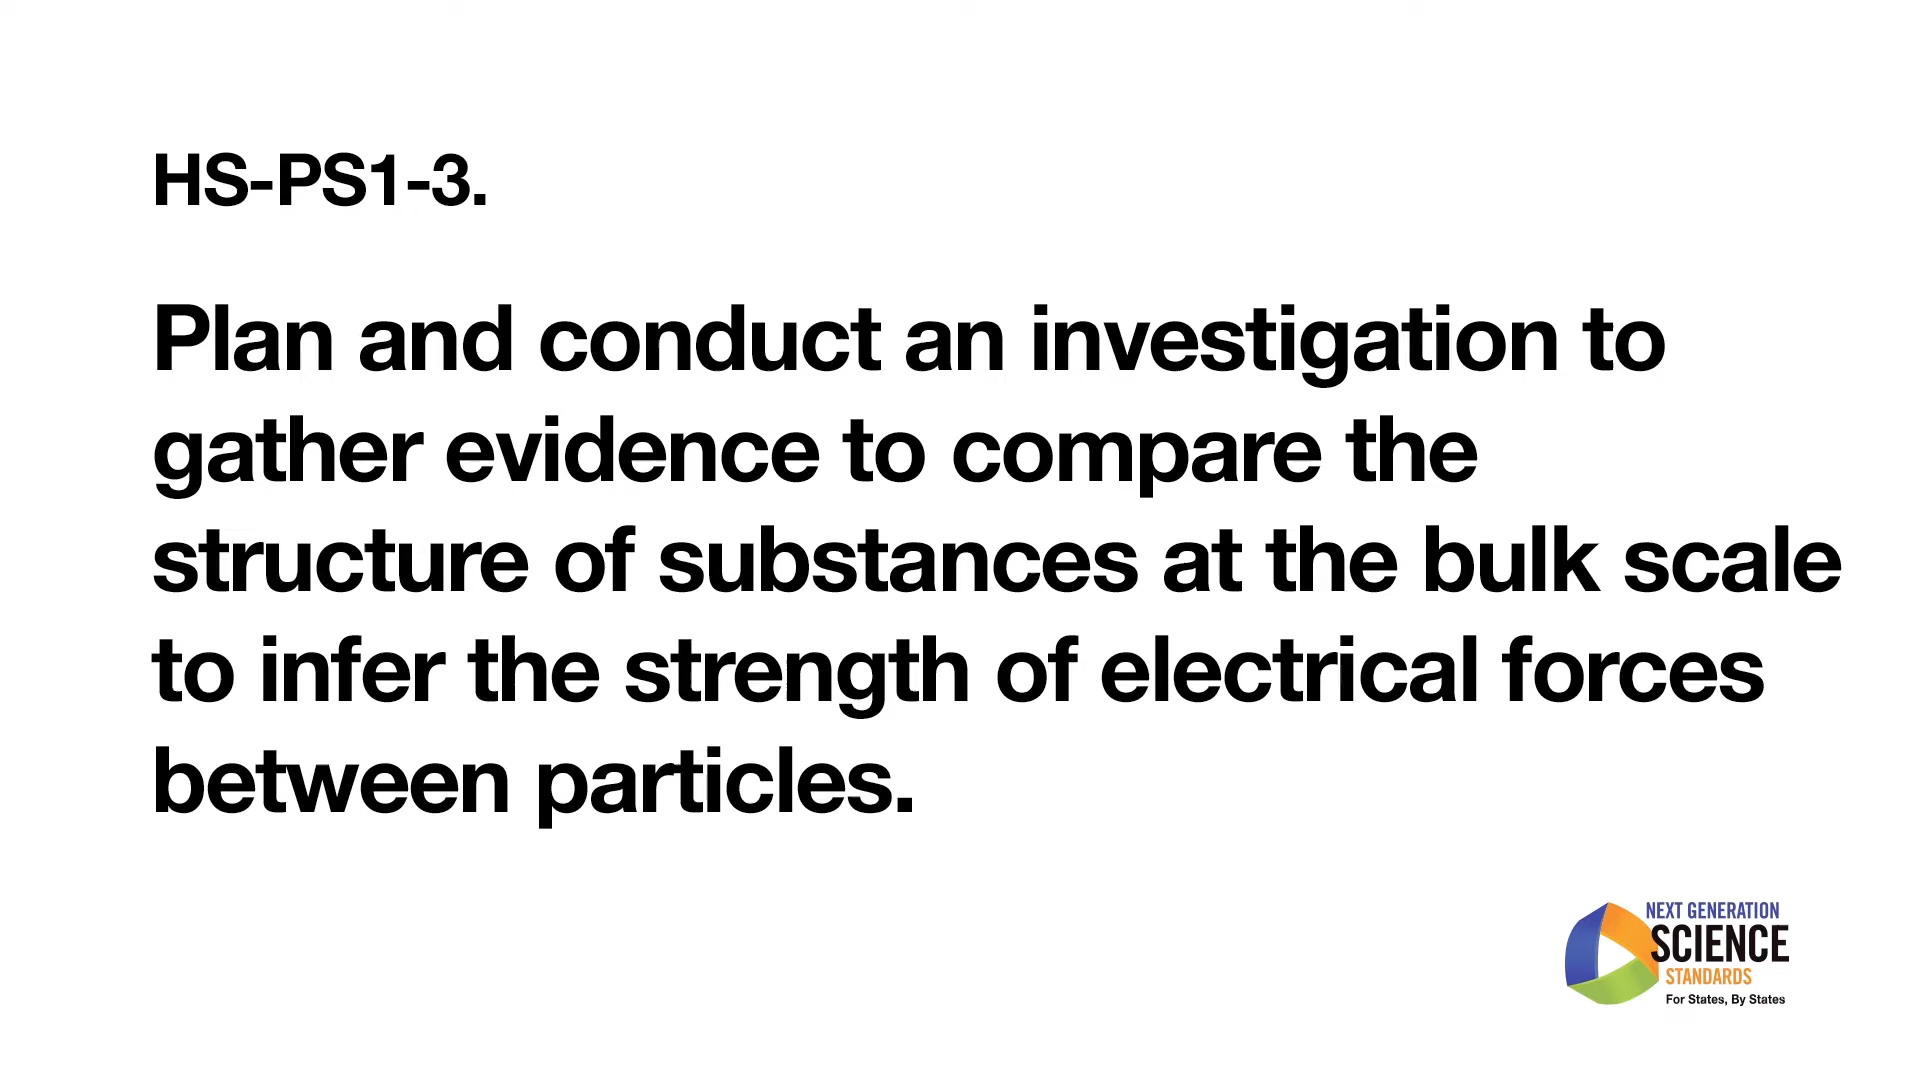 HS-PS1-3.
Plan and conduct an investigation to
gather evidence to compare the
structure of substances at the bulk scale
to infer the strength of electrical forces
between particles.
NEXT GENERATION
SCIENCE
STANDARDS
For States, By States